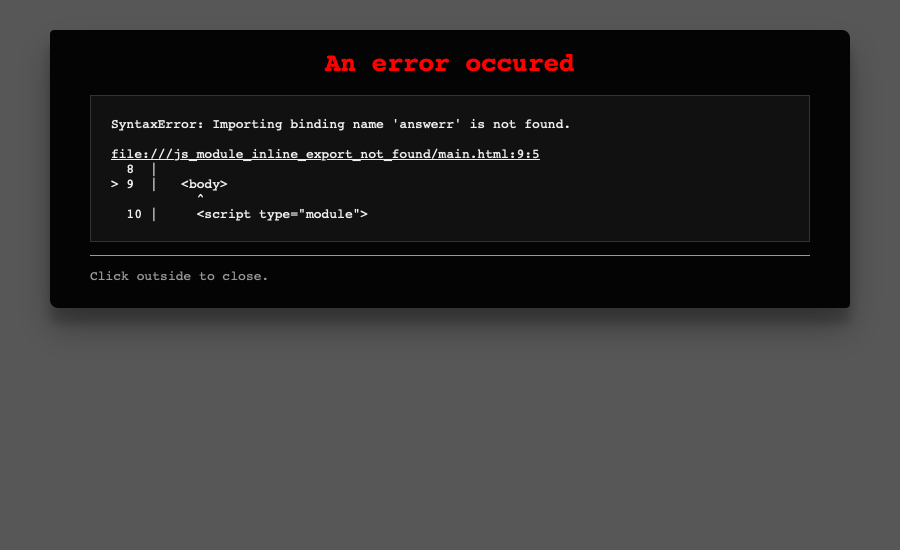 An error occured
SyntaxError: Importing binding name 'answerr' is not found.
file:///js_module_inline_export_not_found/main.html:9:5
  8  |
> 9  |   <body>
           ^
  10 |     <script type="module">
Click outside to close.